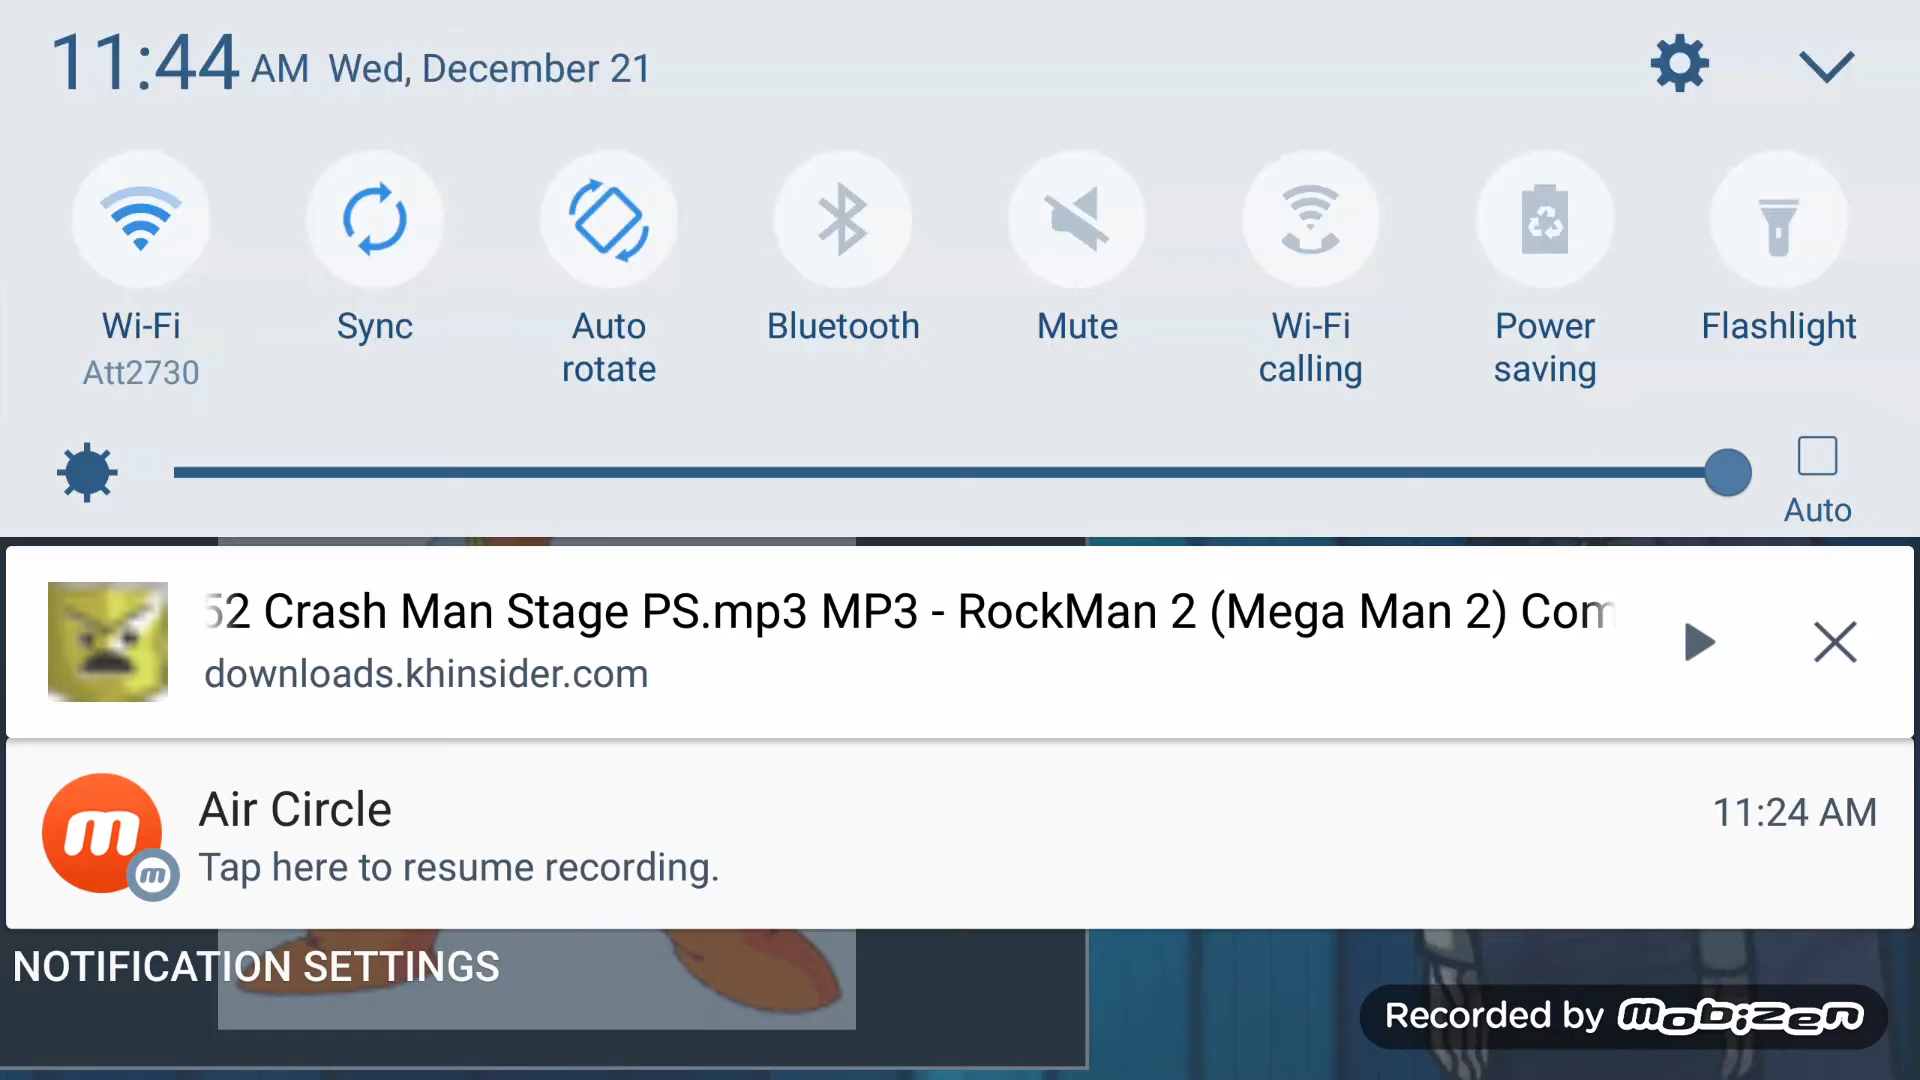 11:44 AM Wed, December 21
Wi-Fi
Att2730
Sync
Auto
rotate
Bluetooth
Mute
Wi-Fi
calling
Power
saving
Flashlight
Auto
52 Crash Man Stage PS.mp3 MP3 - RockMan 2 (Mega Man 2) Com
downloads.khinsider.com
Air Circle
11:24 AM
Tap here to resume recording.
NOTIFICATION SETTINGS
Recorded by mobizen